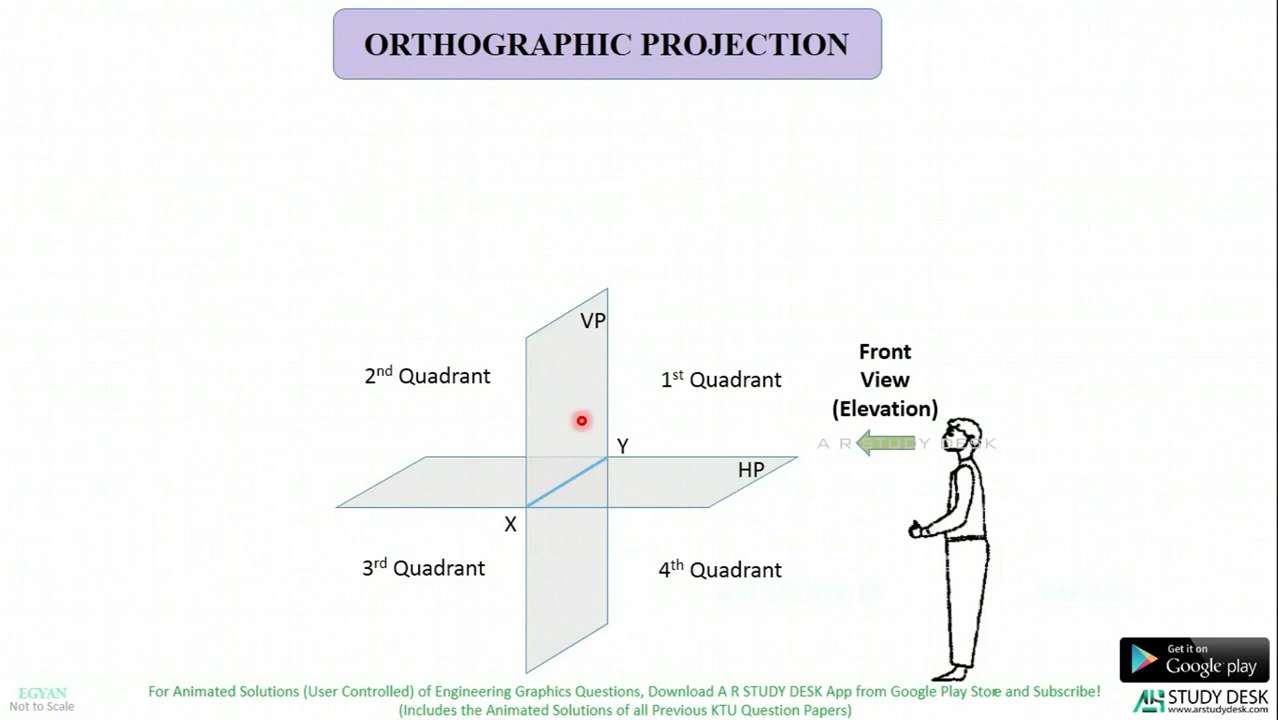 ORTHOGRAPHIC PROJECTION
VP
2nd Quadrant
1st Quadrant
Front
View
(Elevation)
A R STUDY DESK
Y
HP
X
3rd Quadrant
4th Quadrant
EGYAN
Not to Scale
For Animated Solutions (User Controlled) of Engineering Graphics Questions, Download A R STUDY DESK App from Google Play Store and Subscribe!
(Includes the Animated Solutions of all Previous KTU Question Papers)
Get it on
Google play
AR STUDY DESK
www.arstudydesk.com